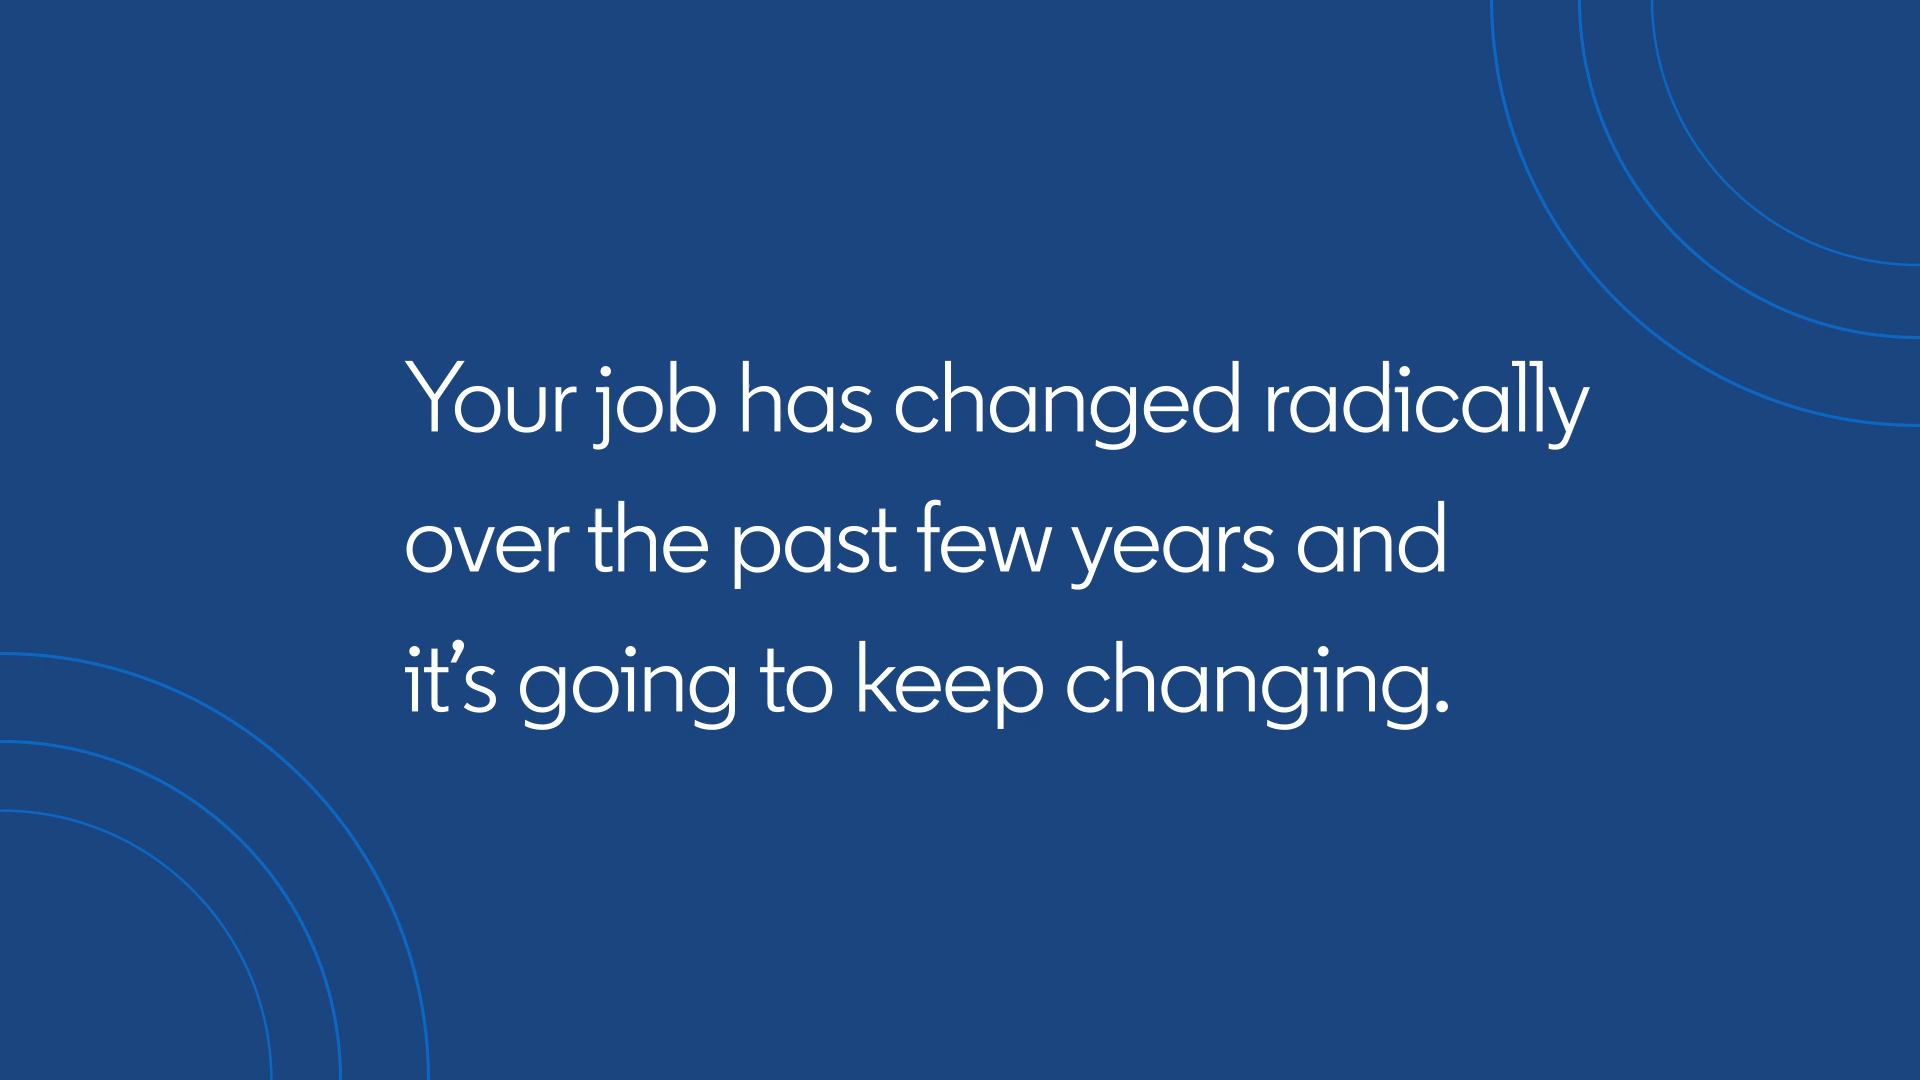 Your job has changed radically
over the past few years and
it’s going to keep changing.